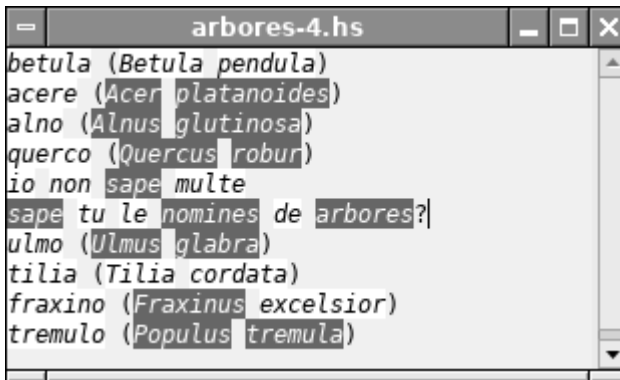 arbores-4.hs
betula (Betula pendula)
acere (Acer platanoides)
alno (Alnus glutinosa)
querco (Quercus robur)
io non sape multe
sape tu le nomines de arbores?
ulmo (Ulmus glabra)
tilia (Tilia cordata)
fraxino (Fraxinus excelsior)
tremulo (Populus tremula)